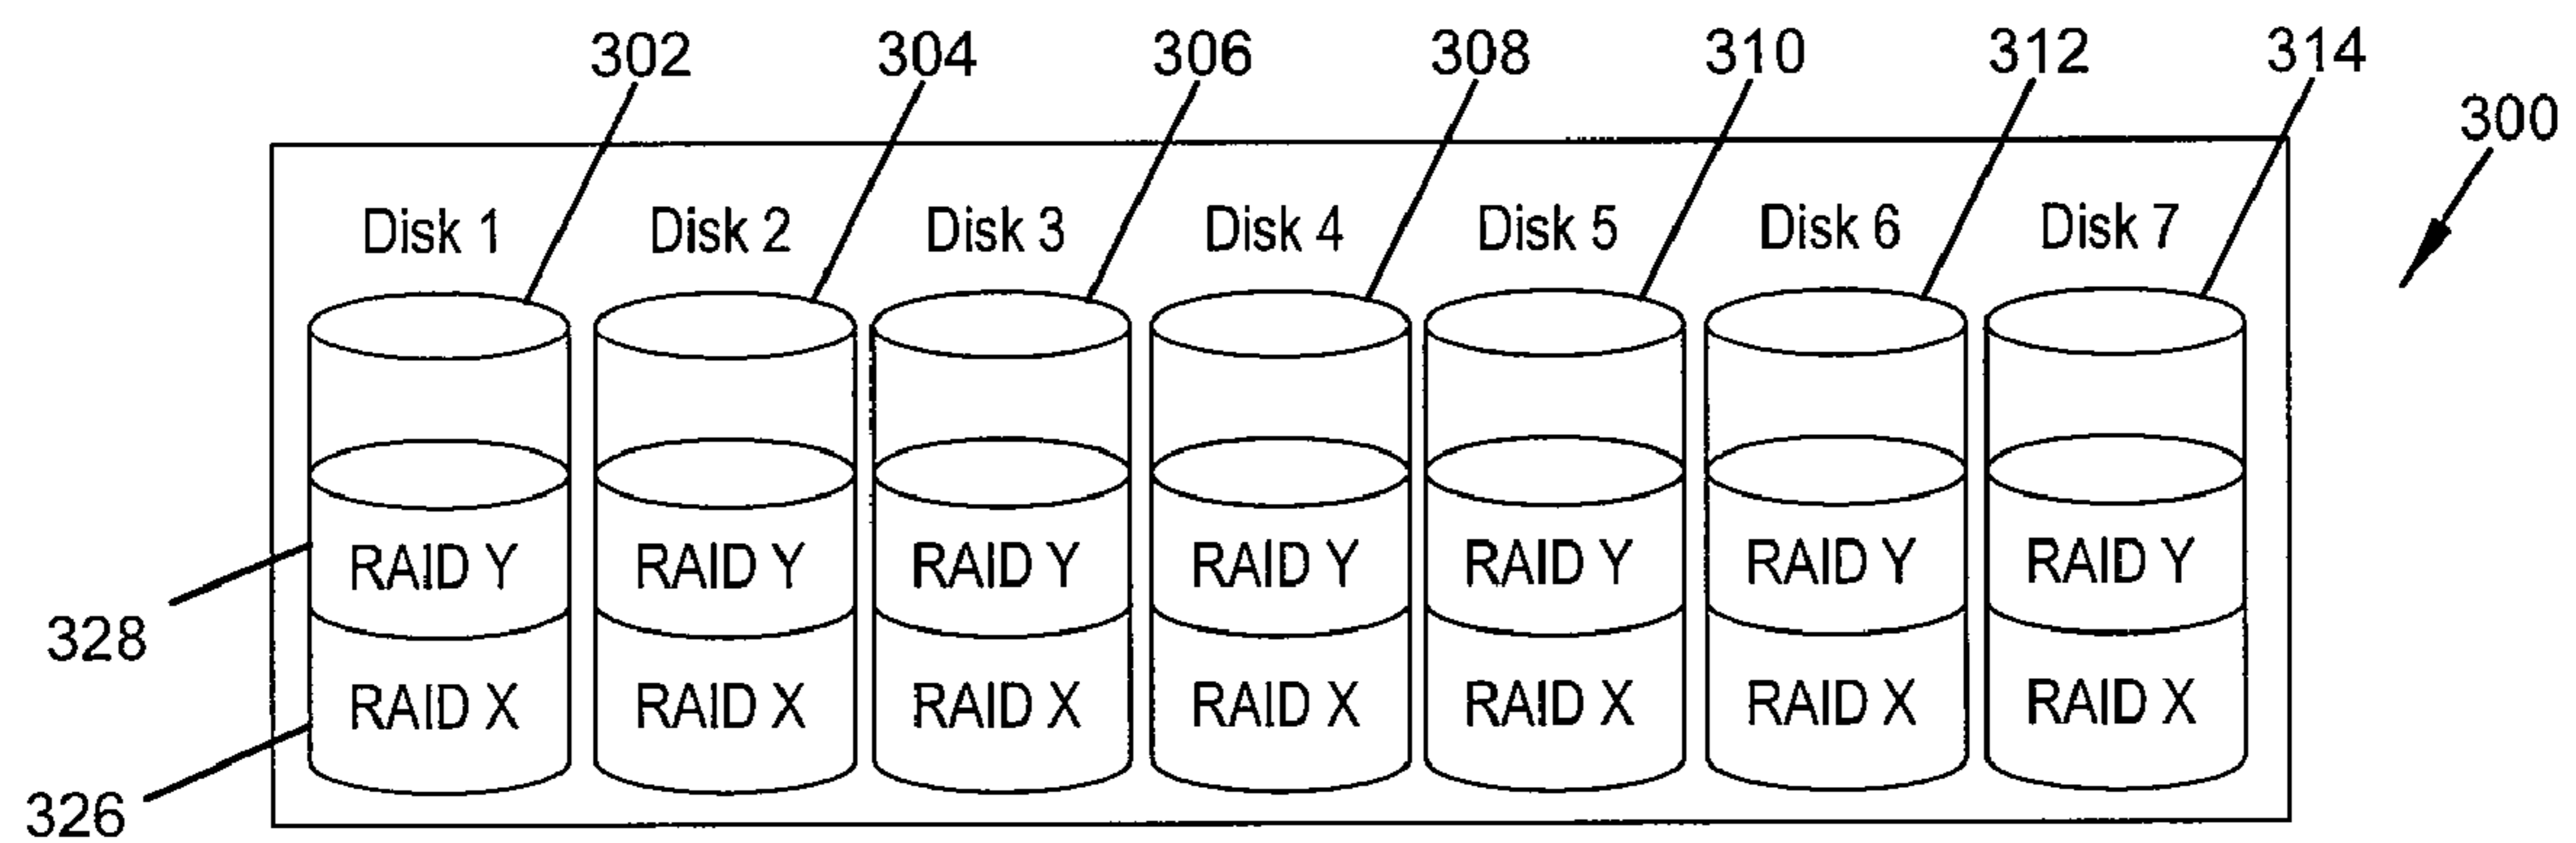 302 304 306 308 310 312 314
300
Disk 1 Disk 2 Disk 3 Disk 4 Disk 5 Disk 6 Disk 7
RAID Y RAID Y RAID Y RAID Y RAID Y RAID Y RAID Y
328
RAID X RAID X RAID X RAID X RAID X RAID X RAID X
326